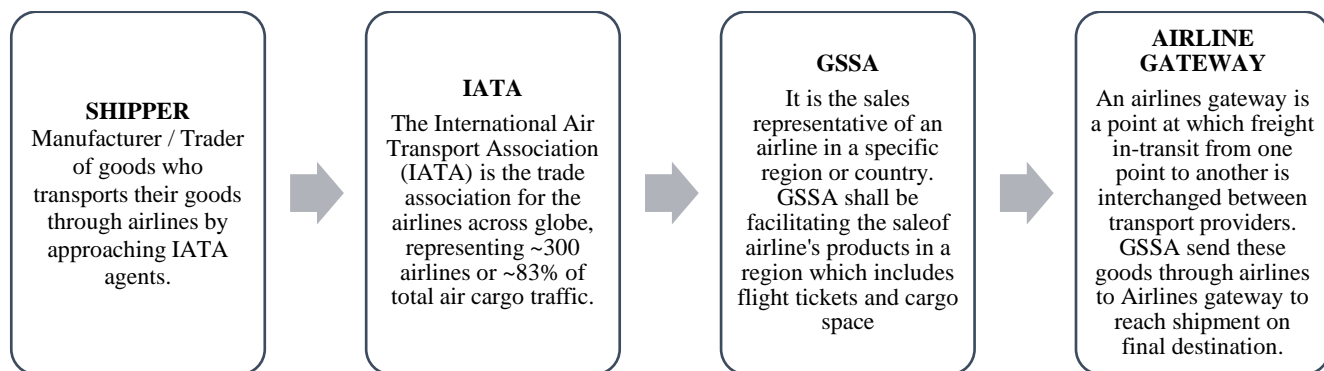 SHIPPER
Manufacturer / Trader
of goods who
transports their goods
through airlines by
approaching IATA
agents.
IATA
The International Air
Transport Association
(IATA) is the trade
association for the
airlines across globe,
representing ~300
airlines or ~83% of
total air cargo traffic.
GSSA
It is the sales
representative of an
airline in a specific
region or country.
GSSA shall be
facilitating the saleof
airline's products in a
region which includes
flight tickets and cargo
space
AIRLINE
GATEWAY
An airlines gateway is
a point at which freight
in-transit from one
point to another is
interchanged between
transport providers.
GSSA send these
goods through airlines
to Airlines gateway to
reach shipment on
final destination.